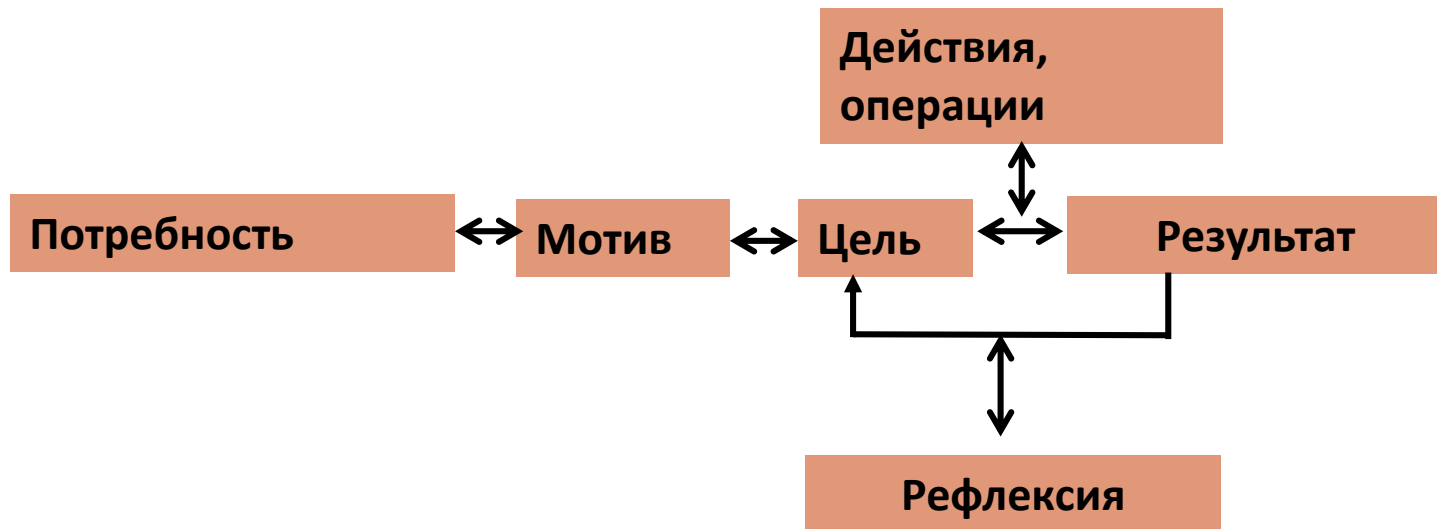 Действия,
операции
Потребность
Мотив
Цель
Результат
Рефлексия